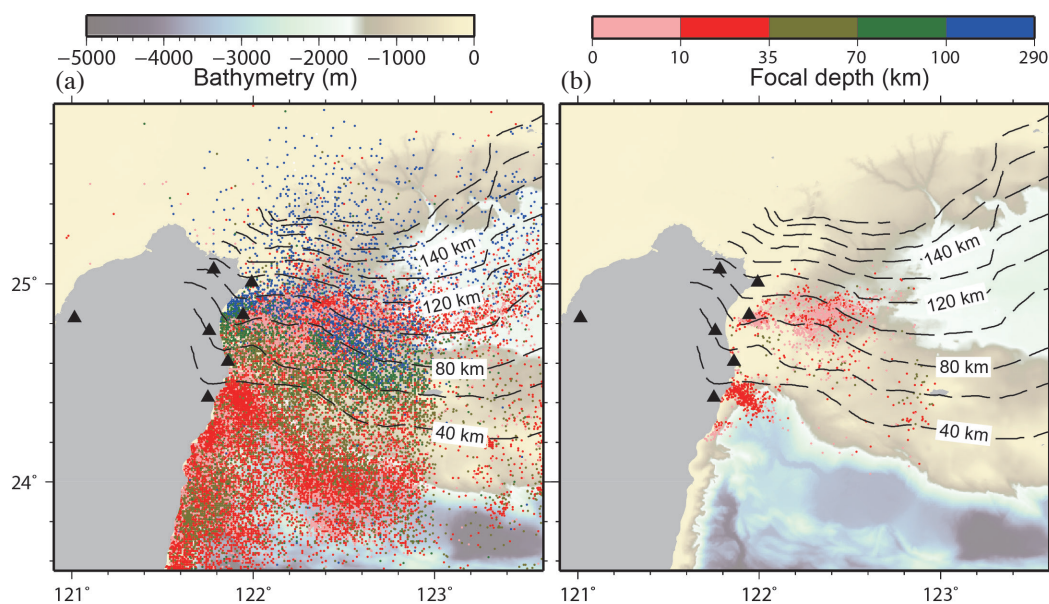 −5000 −4000 −3000 −2000 −1000 0
Bathymetry (m)
0 10 35 70 100 290
Focal depth (km)
(a)
(b)
140 km
120 km
80 km
40 km
140 km
120 km
80 km
40 km
25°
24°
121° 122° 123°
121° 122° 123°